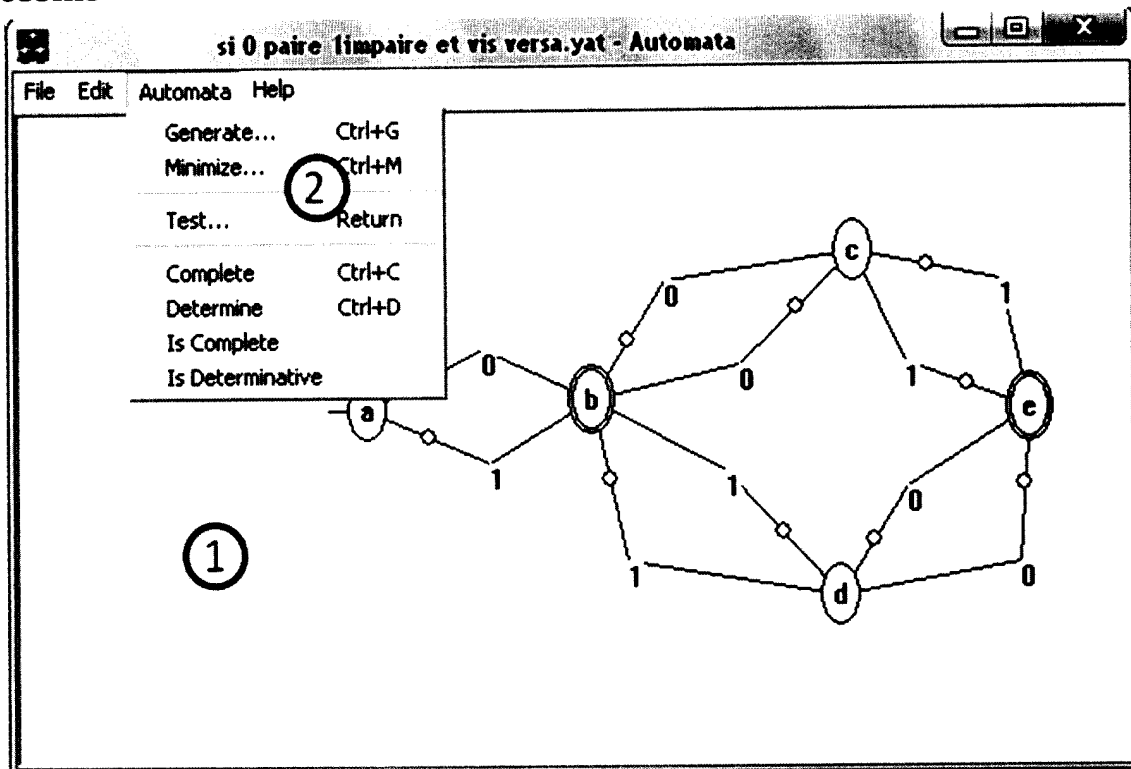 si 0 paire 1impaire et vis versa.yat - Automata
File Edit Automata Help
Generate... Ctrl+G
Minimize... Ctrl+M
2
Test... Return
Complete Ctrl+C
Determine Ctrl+D
Is Complete
Is Determinative
c
0
1
0
0
1
b
e
a
1
1
0
1
1
0
d